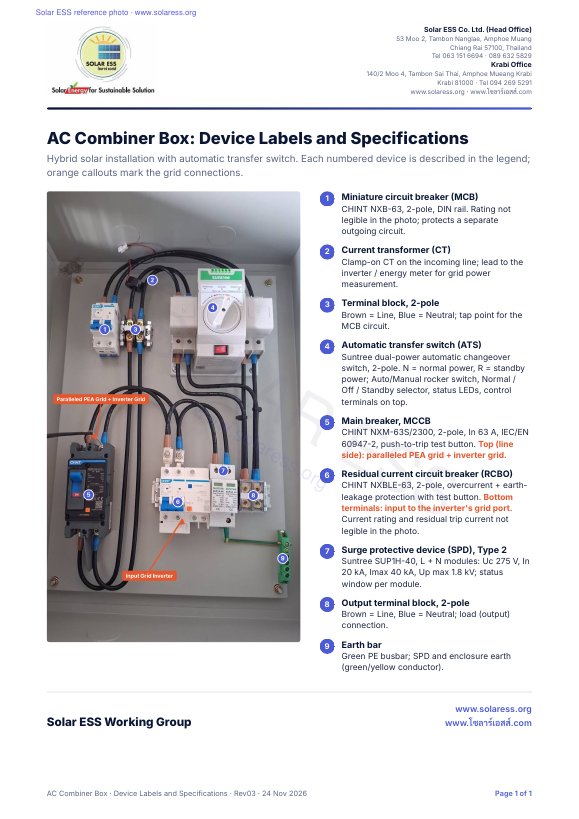 Solar ESS reference photo · www.solaress.org
SOLAR ESS
Solar Energy for Sustainable Solution
Solar ESS Co. Ltd. (Head Office)
53 Moo 2, Tambon Nanglae, Amphoe Muang
Chiang Rai 57100, Thailand
Tel 063 151 6694 · 089 632 5829
Krabi Office
140/2 Moo 4, Tambon Sai Thai, Amphoe Mueang Krabi
Krabi 81000 · Tel 094 269 5291
www.solaress.org · www.โซลาร์เอสส์.com
AC Combiner Box: Device Labels and Specifications
Hybrid solar installation with automatic transfer switch. Each numbered device is described in the legend;
orange callouts mark the grid connections.
2
SUNTREE
1
3
4
Paralleled PEA Grid + Inverter Grid
CHINT
5
6
7
8
9
Input Grid Inverter
1 Miniature circuit breaker (MCB)
CHINT NXB-63, 2-pole, DIN rail. Rating not
legible in the photo; protects a separate
outgoing circuit.
2 Current transformer (CT)
Clamp-on CT on the incoming line; lead to the
inverter / energy meter for grid power
measurement.
3 Terminal block, 2-pole
Brown = Line, Blue = Neutral; tap point for the
MCB circuit.
4 Automatic transfer switch (ATS)
Suntree dual-power automatic changeover
switch, 2-pole. N = normal power, R = standby
power; Auto/Manual rocker switch, Normal /
Off / Standby selector, status LEDs, control
terminals on top.
5 Main breaker, MCCB
CHINT NXM-63S/2300, 2-pole, In 63 A, IEC/EN
60947-2, push-to-trip test button. Top (line
side): paralleled PEA grid + inverter grid.
6 Residual current circuit breaker (RCBO)
CHINT NXBLE-63, 2-pole, overcurrent + earth-
leakage protection with test button. Bottom
terminals: input to the inverter's grid port.
Current rating and residual trip current not
legible in the photo.
7 Surge protective device (SPD), Type 2
Suntree SUP1H-40, L + N modules: Uc 275 V, In
20 kA, Imax 40 kA, Up max 1.8 kV; status
window per module.
8 Output terminal block, 2-pole
Brown = Line, Blue = Neutral; load (output)
connection.
9 Earth bar
Green PE busbar; SPD and enclosure earth
(green/yellow conductor).
Solar ESS Working Group
www.solaress.org
www.โซลาร์เอสส์.com
AC Combiner Box · Device Labels and Specifications · Rev03 · 24 Nov 2026
Page 1 of 1